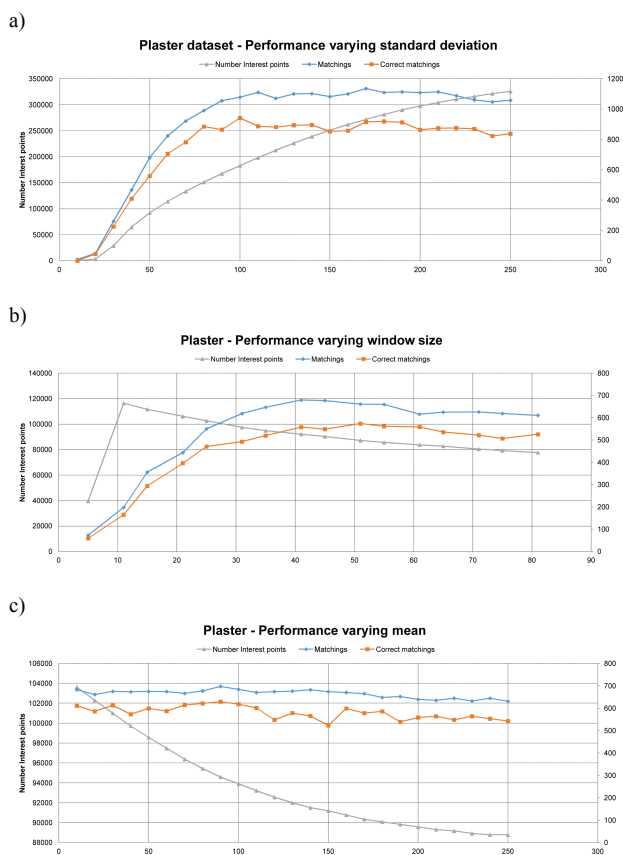 a)
Plaster dataset - Performance varying standard deviation
Number Interest points Matchings Correct matchings
350000 1200
300000 1000
250000 800
200000
150000 600
100000 400
50000 200
0 0
0 50 100 150 200 250 300
Number Interest points
b)
Plaster - Performance varying window size
Number Interest points Matchings Correct matchings
140000 800
120000 700
100000 600
80000 500
60000 400
40000 300
20000 200
0 100
0
0 10 20 30 40 50 60 70 80 90
Number Interest points
c)
Plaster - Performance varying mean
Number Interest points Matchings Correct matchings
106000 800
104000 700
102000 600
100000 500
98000 400
96000 300
94000 200
92000 100
90000 0
88000
0 50 100 150 200 250 300
Number Interest points